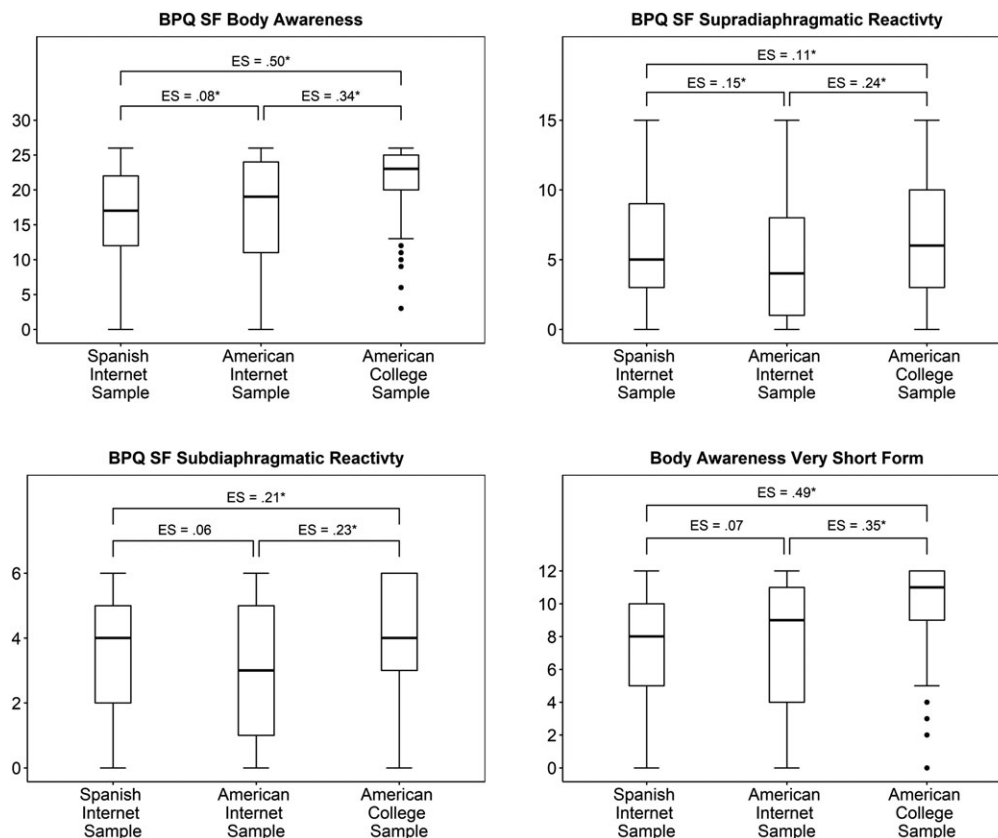 BPQ SF Body Awareness
ES = .50*
ES = .08*
ES = .34*
30
25
20
15
10
5
0
Spanish
Internet
Sample
American
Internet
Sample
American
College
Sample
BPQ SF Supradiaphragmatic Reactivty
ES = .11*
ES = .15*
ES = .24*
15
10
5
0
Spanish
Internet
Sample
American
Internet
Sample
American
College
Sample
BPQ SF Subdiaphragmatic Reactivty
ES = .21*
ES = .06
ES = .23*
6
4
2
0
Spanish
Internet
Sample
American
Internet
Sample
American
College
Sample
Body Awareness Very Short Form
ES = .49*
ES = .07
ES = .35*
12
10
8
6
4
2
0
Spanish
Internet
Sample
American
Internet
Sample
American
College
Sample